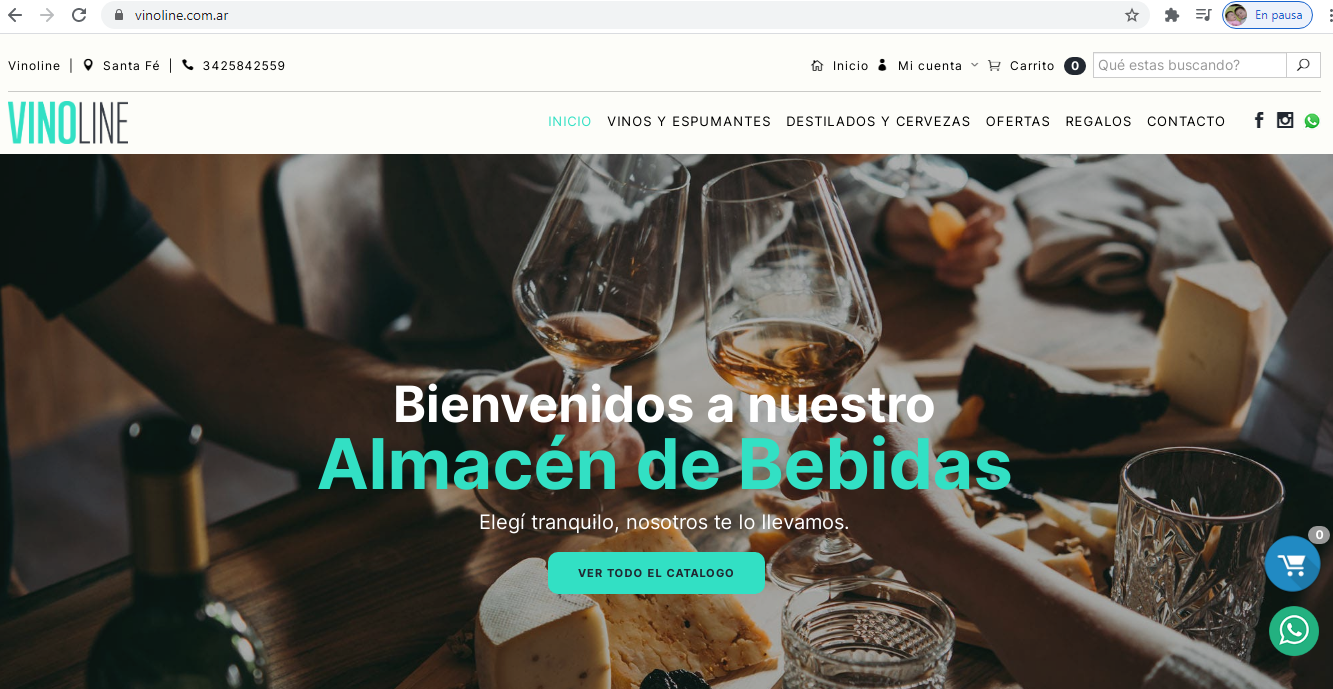 vinoline.com.ar
En pausa
Vinoline | Santa Fé | 3425842559
Inicio Mi cuenta Carrito 0 Qué estas buscando?
VINOLINE
INICIO VINOS Y ESPUMANTES DESTILADOS Y CERVEZAS OFERTAS REGALOS CONTACTO
Bienvenidos a nuestro
Almacén de Bebidas
Elegí tranquilo, nosotros te lo llevamos.
VER TODO EL CATALOGO
0